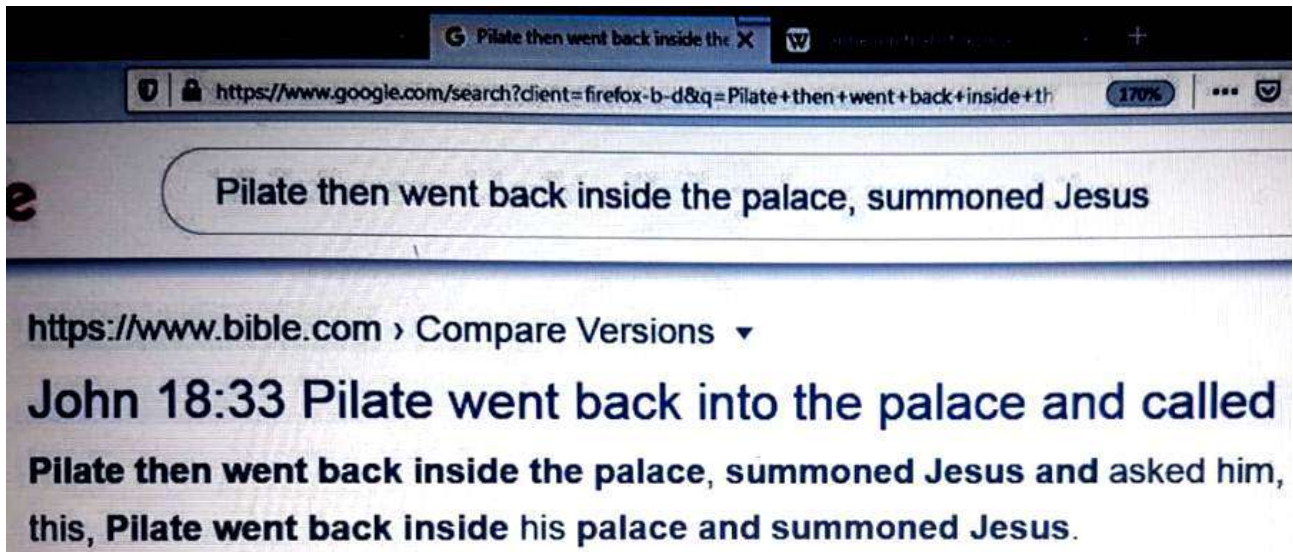 G Pilate then went back inside the
W
https://www.google.com/search?client=firefox-b-d&q=Pilate+then+went+back+inside+th 170%
e Pilate then went back inside the palace, summoned Jesus
https://www.bible.com › Compare Versions
John 18:33 Pilate went back into the palace and called
Pilate then went back inside the palace, summoned Jesus and asked him,
this, Pilate went back inside his palace and summoned Jesus.